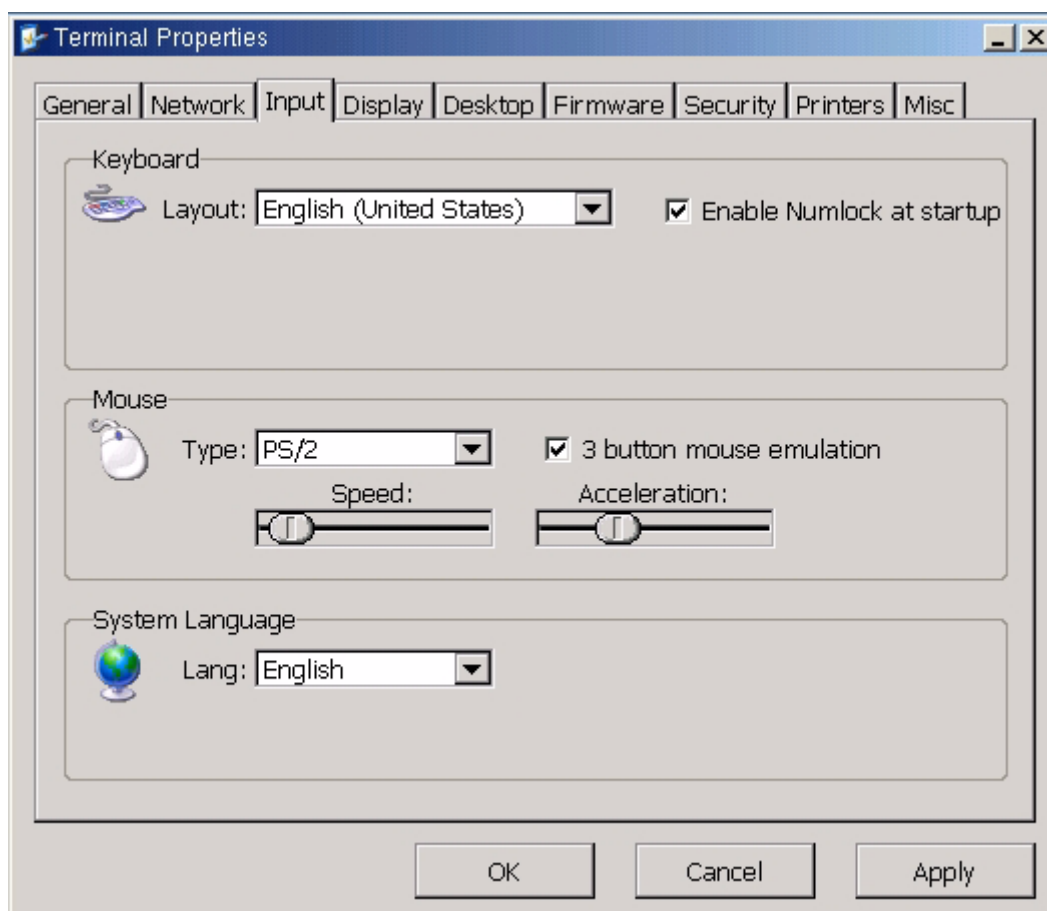 Terminal Properties
General Network Input Display Desktop Firmware Security Printers Misc
Keyboard
Layout: English (United States) Enable Numlock at startup
Mouse
Type: PS/2 3 button mouse emulation
Speed: Acceleration:
System Language
Lang: English
OK Cancel Apply